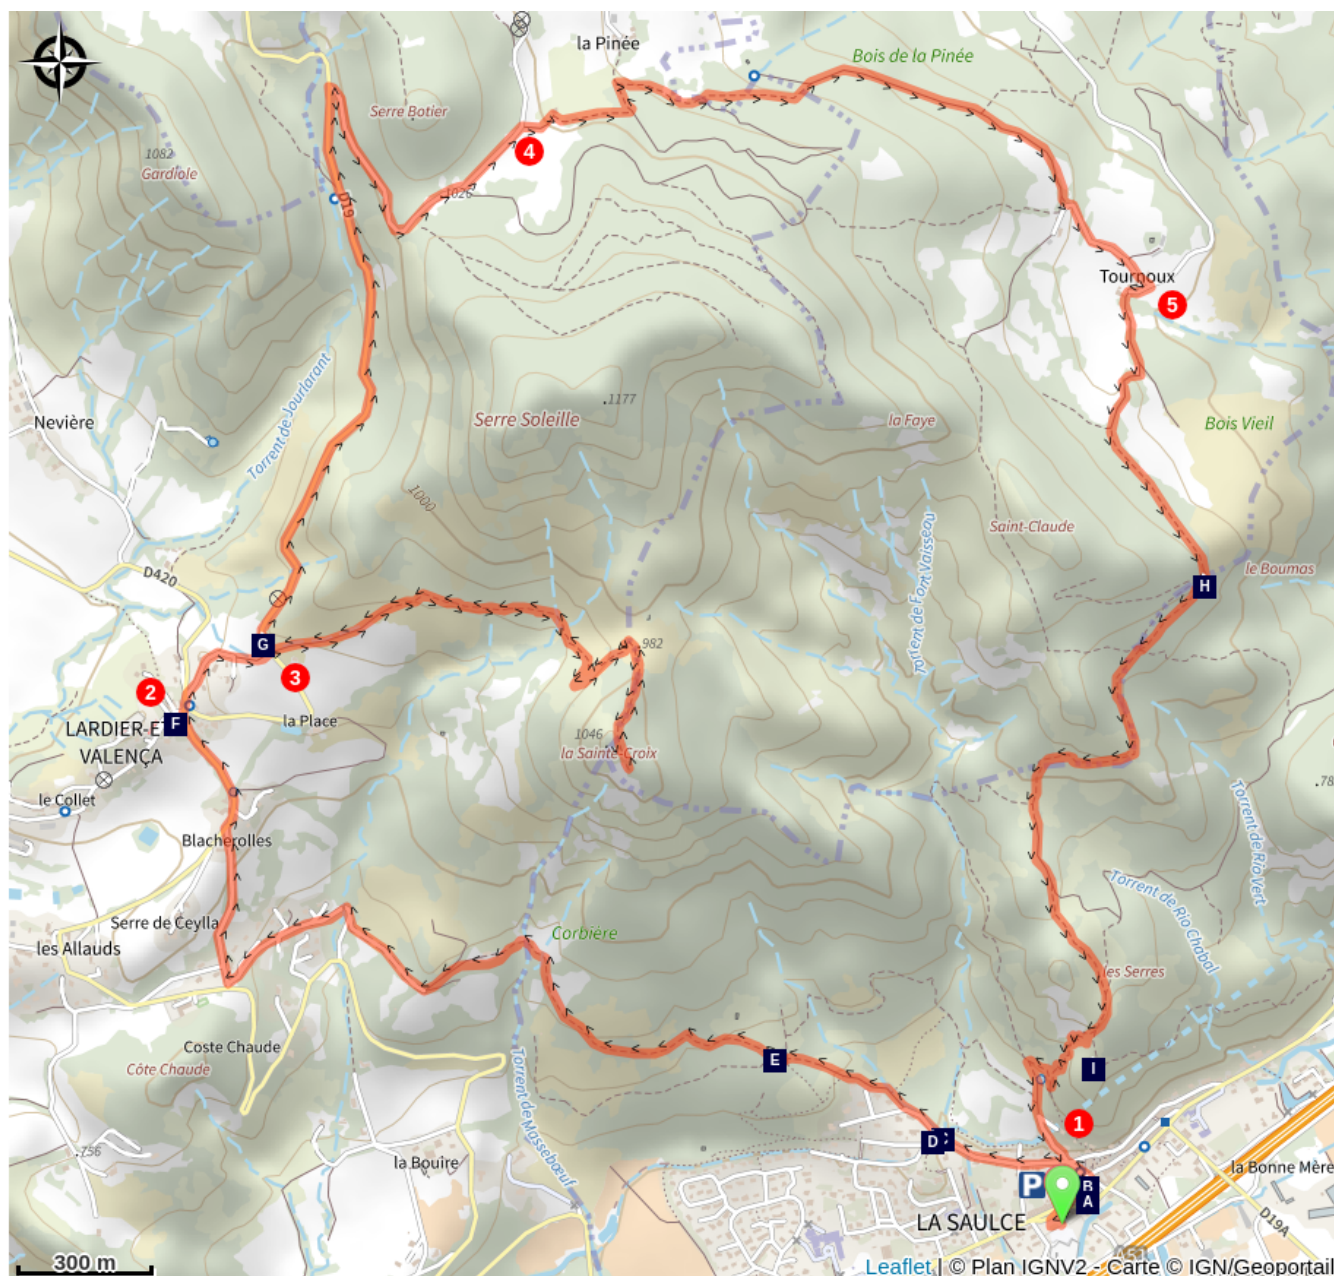 la Pinée
Bois de la Pinée
Serre Botier
1082
Gardiole
4
1026
D19
Tournoux
5
Torrent de Jourlarant
Nevière
1177
Serre Soleille
la Faye
Bois Vieil
1000
Saint-Claude
Torrent de Font Vaisseau
le Boumas
D420
H
G
982
3
2
F
LARDIER-ET-
VALENÇA
la Place
1046
la Sainte-Croix
le Collet
Blacherolles
Torrent de Rio Vert
Torrent de Rio Chabal
Serre de Ceylla
Corbière
les Allauds
les Serres
Coste Chaude
Côte Chaude
E
I
1
Torrent de Massebœuf
D
C
756
la Bouire
la Bonne Mère
P
B
A
LA SAULCE
D19A
A51
300 m
Leaflet | © Plan IGNV2 - Carte © IGN/Geoportail